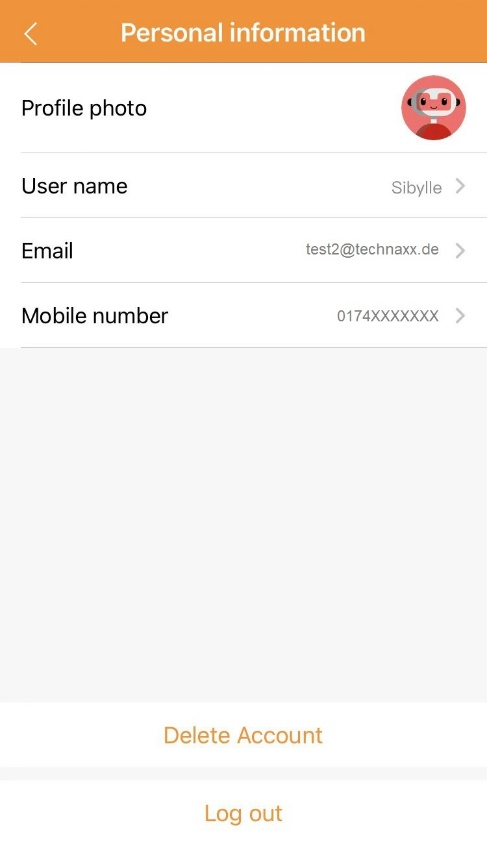 Personal information
Profile photo
User name Sibylle
Email test2@technaxx.de
Mobile number 0174XXXXXXX
Delete Account
Log out